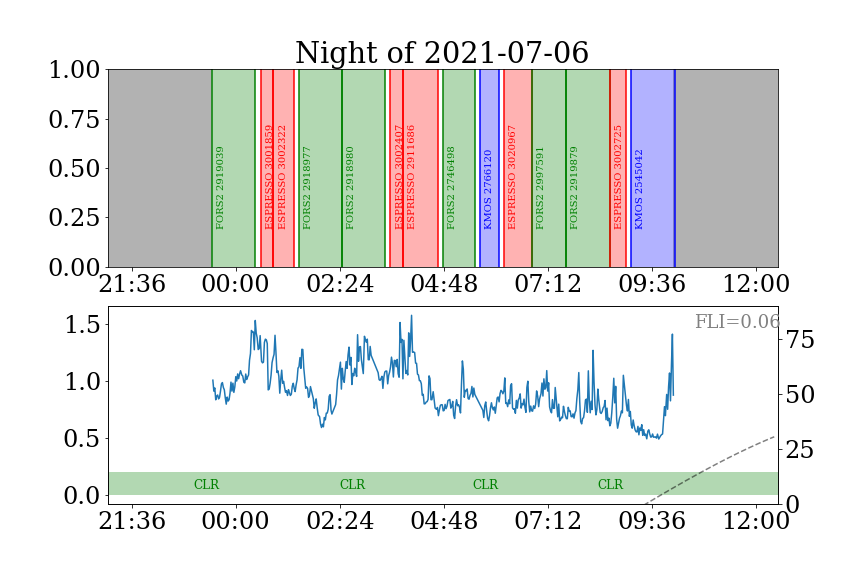 Night of 2021-07-06
1.00
0.75
0.50
0.25
0.00
FORS2 2919039
ESPRESSO 3001859
ESPRESSO 3002322
FORS2 2918977
FORS2 2918980
ESPRESSO 3002407
ESPRESSO 2911686
FORS2 2746498
KMOS 2766120
ESPRESSO 3020967
FORS2 2997591
FORS2 2919879
ESPRESSO 3002725
KMOS 2545042
21:36 00:00 02:24 04:48 07:12 09:36 12:00
FLI=0.06
1.5
1.0
0.5
0.0
75
50
25
0
CLR CLR CLR CLR
21:36 00:00 02:24 04:48 07:12 09:36 12:00